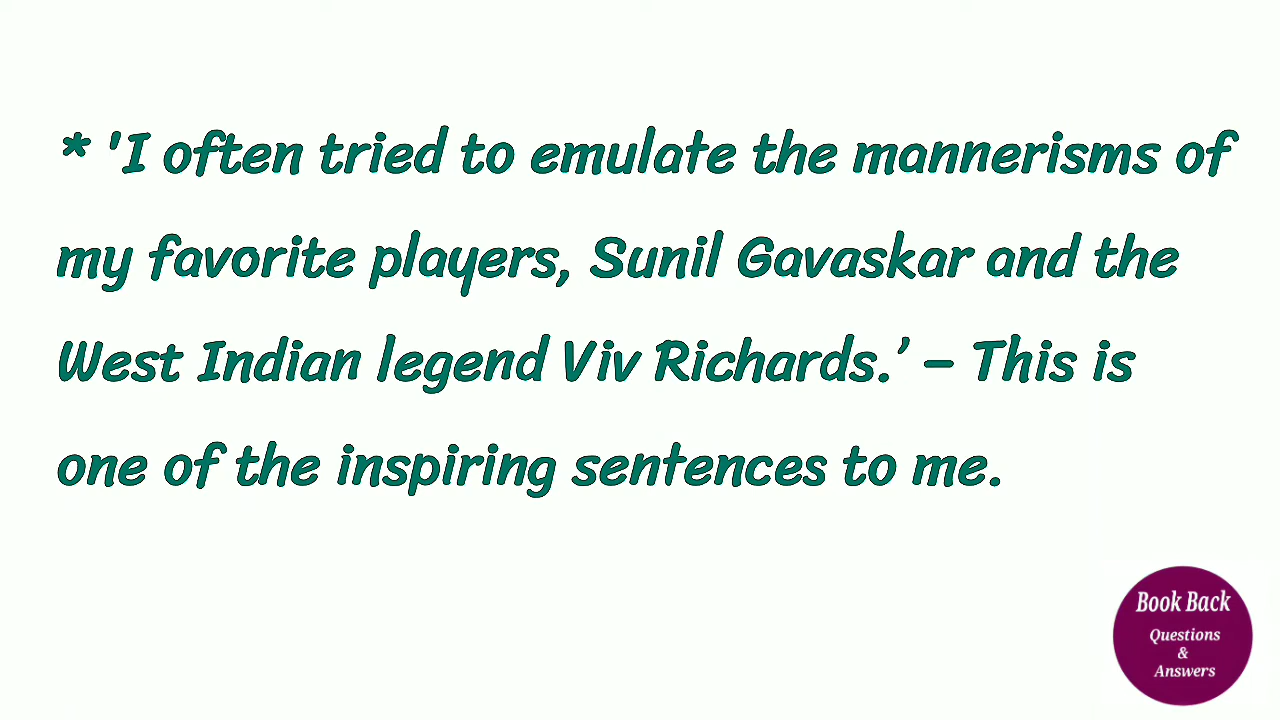 * 'I often tried to emulate the mannerisms of
my favorite players, Sunil Gavaskar and the
West Indian legend Viv Richards.’ – This is
one of the inspiring sentences to me.
Book Back
Questions
&
Answers